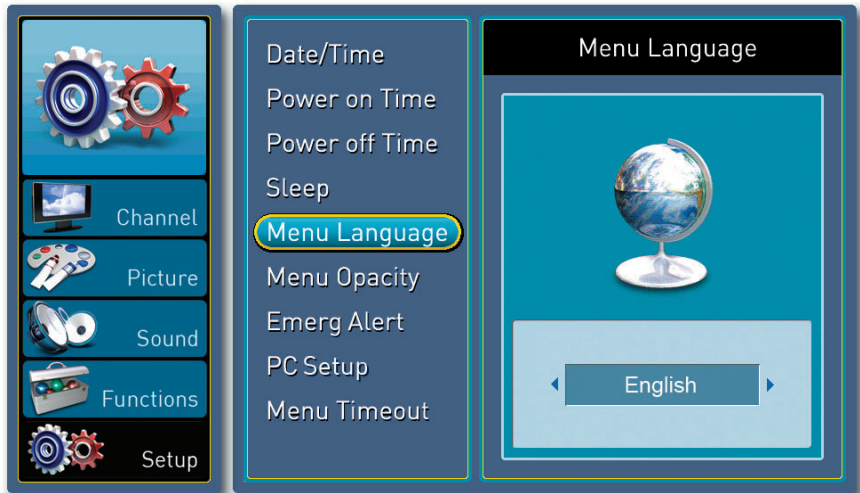 Channel
Picture
Sound
Functions
Setup
Date/Time
Power on Time
Power off Time
Sleep
Menu Language
Menu Opacity
Emerg Alert
PC Setup
Menu Timeout
Menu Language
English